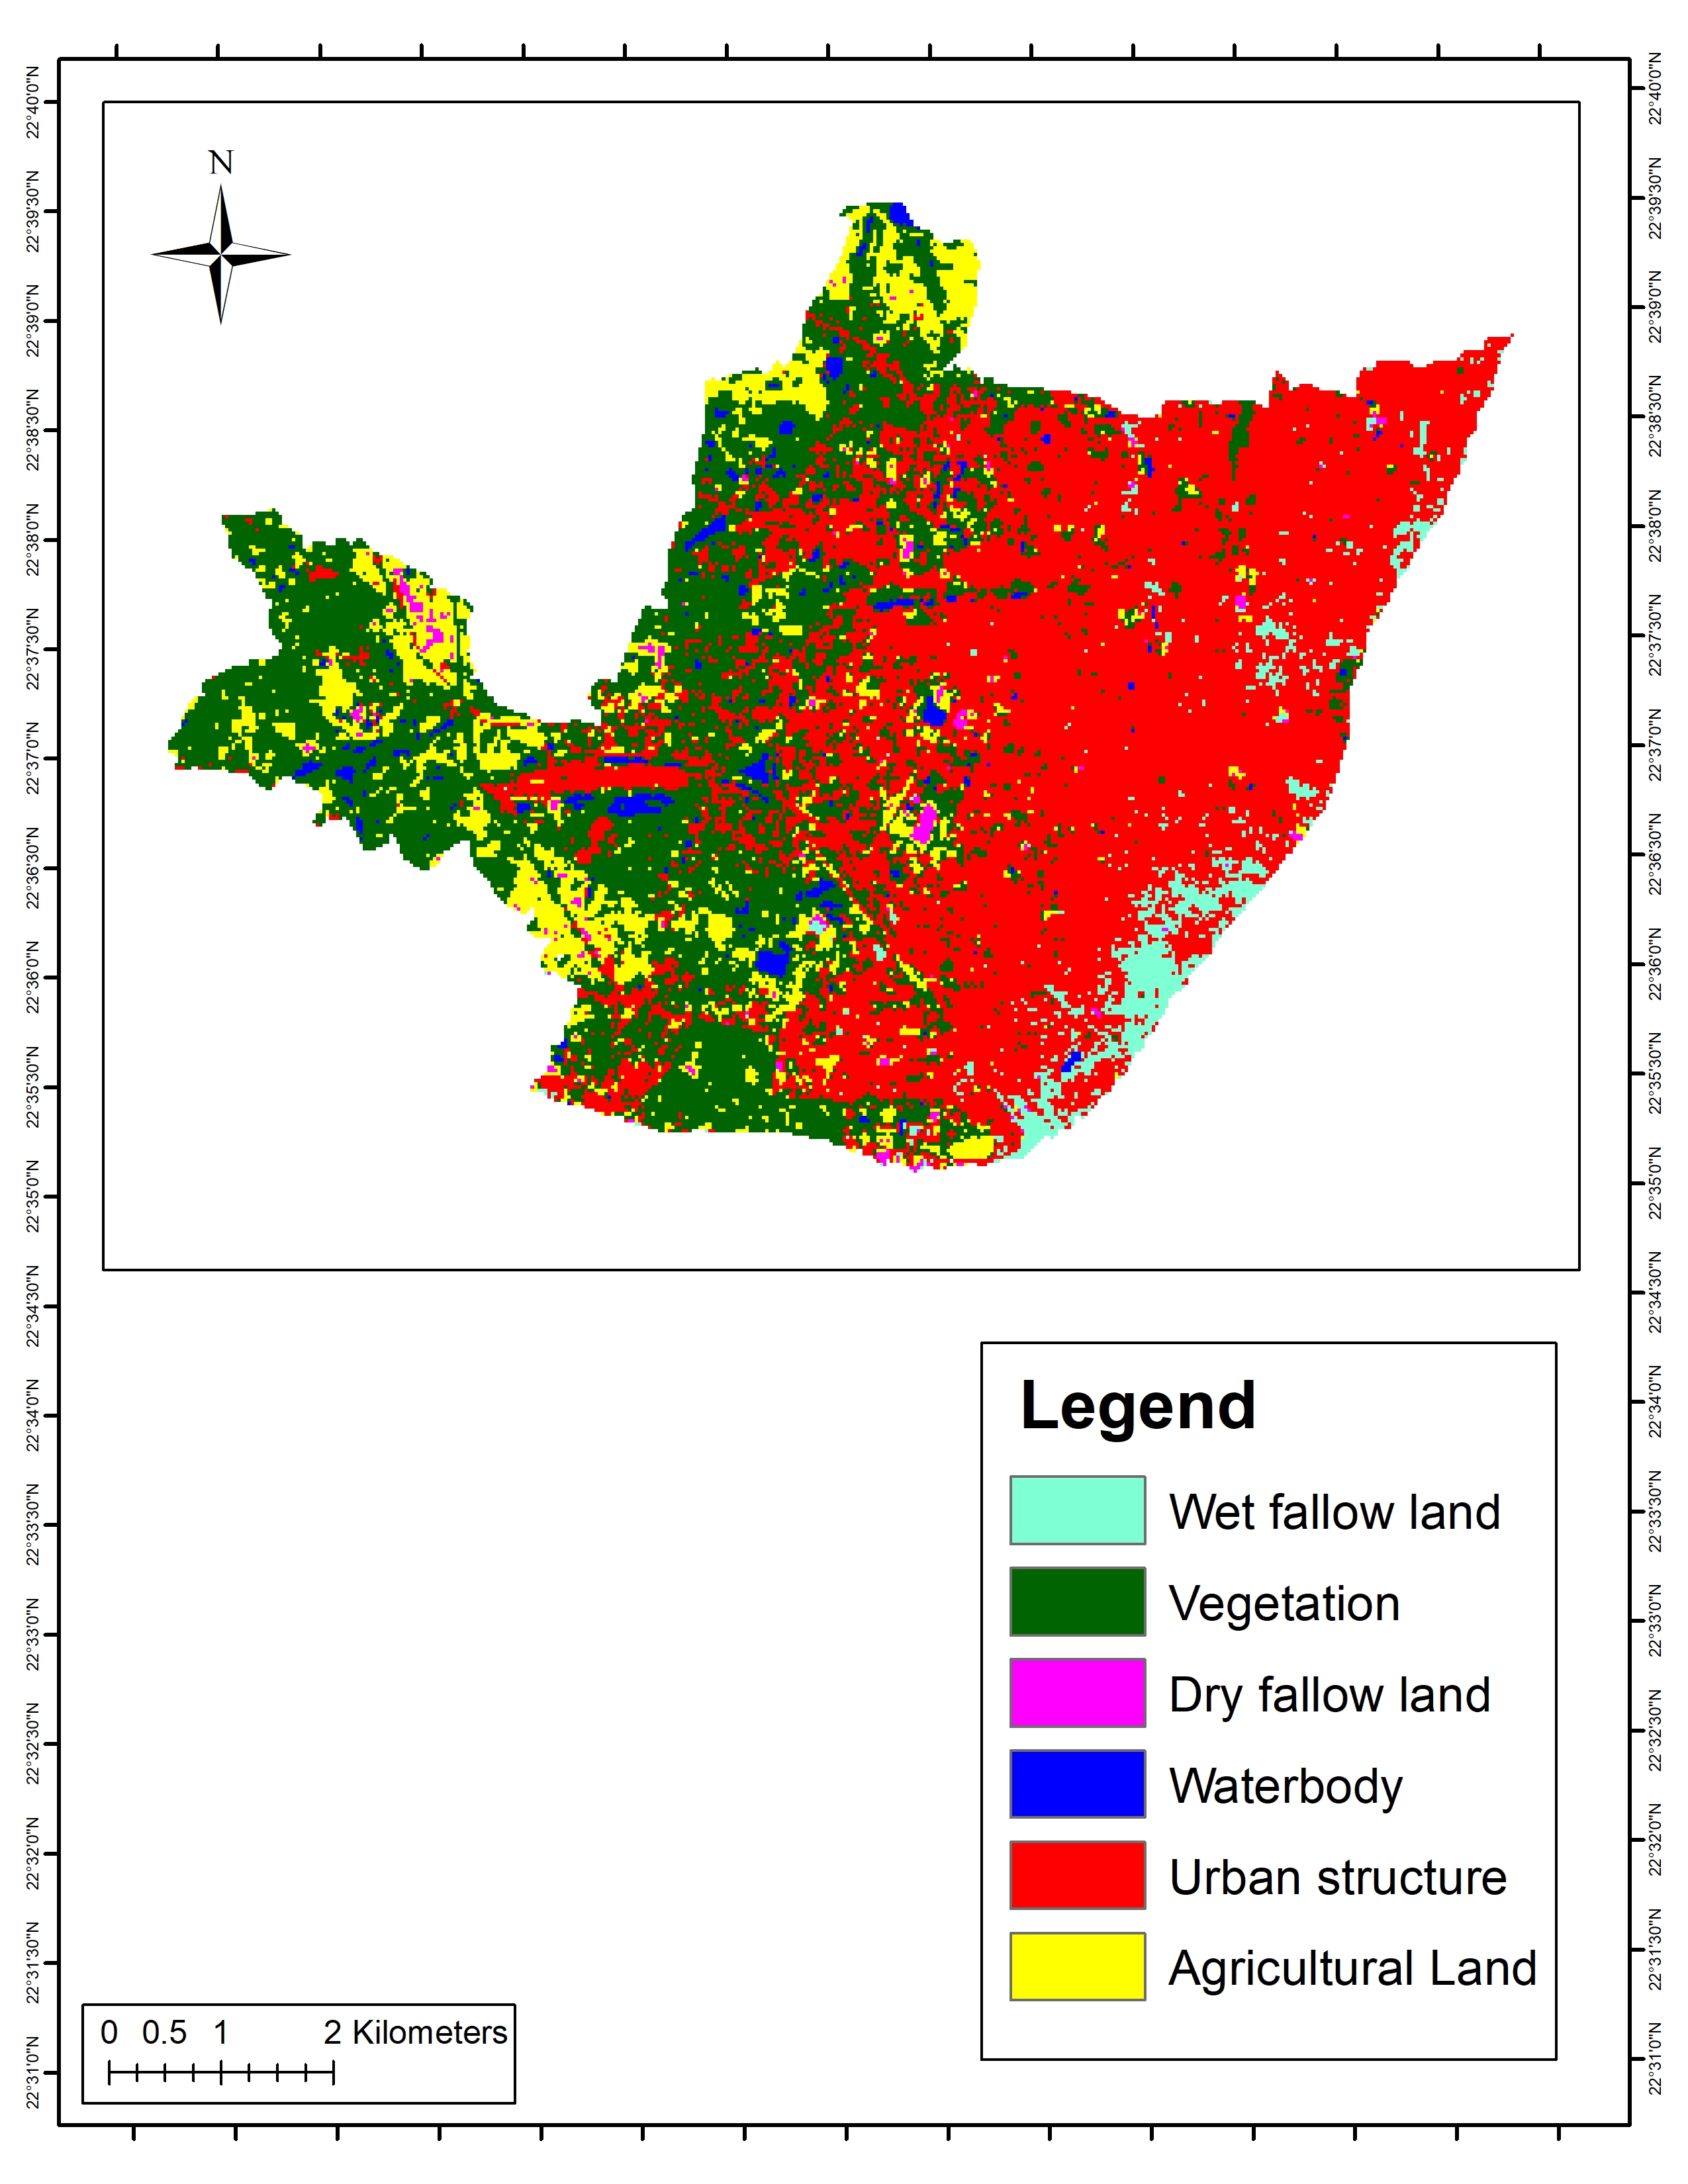 N
22°40'0"N
22°39'30"N
22°39'0"N
22°38'30"N
22°38'0"N
22°37'30"N
22°37'0"N
22°36'30"N
22°36'0"N
22°35'30"N
22°35'0"N
22°34'30"N
22°34'0"N
22°33'30"N
22°33'0"N
22°32'30"N
22°32'0"N
22°31'30"N
22°31'0"N
22°40'0"N
22°39'30"N
22°39'0"N
22°38'30"N
22°38'0"N
22°37'30"N
22°37'0"N
22°36'30"N
22°36'0"N
22°35'30"N
22°35'0"N
22°34'30"N
22°34'0"N
22°33'30"N
22°33'0"N
22°32'30"N
22°32'0"N
22°31'30"N
22°31'0"N
Legend
Wet fallow land
Vegetation
Dry fallow land
Waterbody
Urban structure
Agricultural Land
0 0.5 1 2 Kilometers